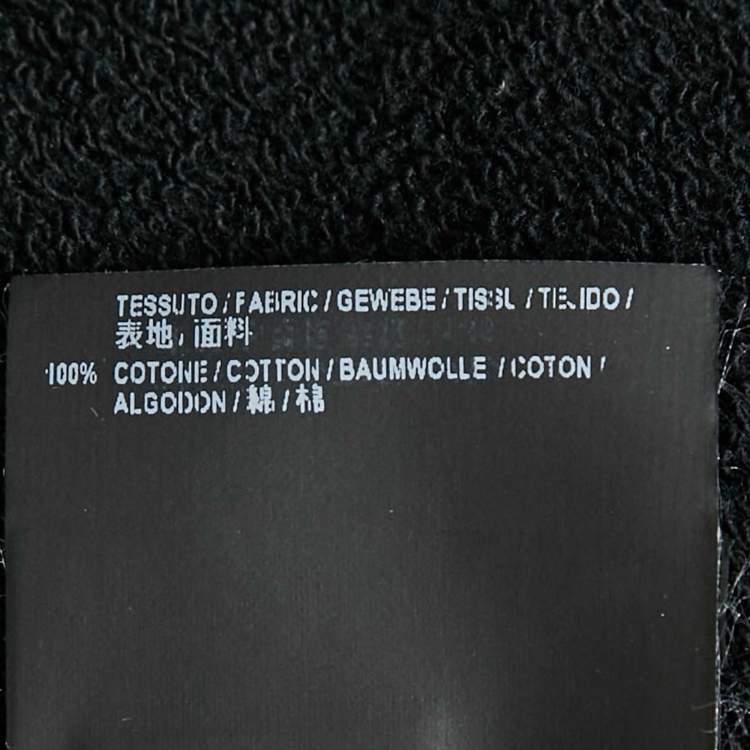 TESSUTO / FABRIC / GEWEBE / TISSU / TEJIDO /
表地 / 面料
100% COTONE / COTTON / BAUMWOLLE / COTON /
ALGODON / 綿 / 棉